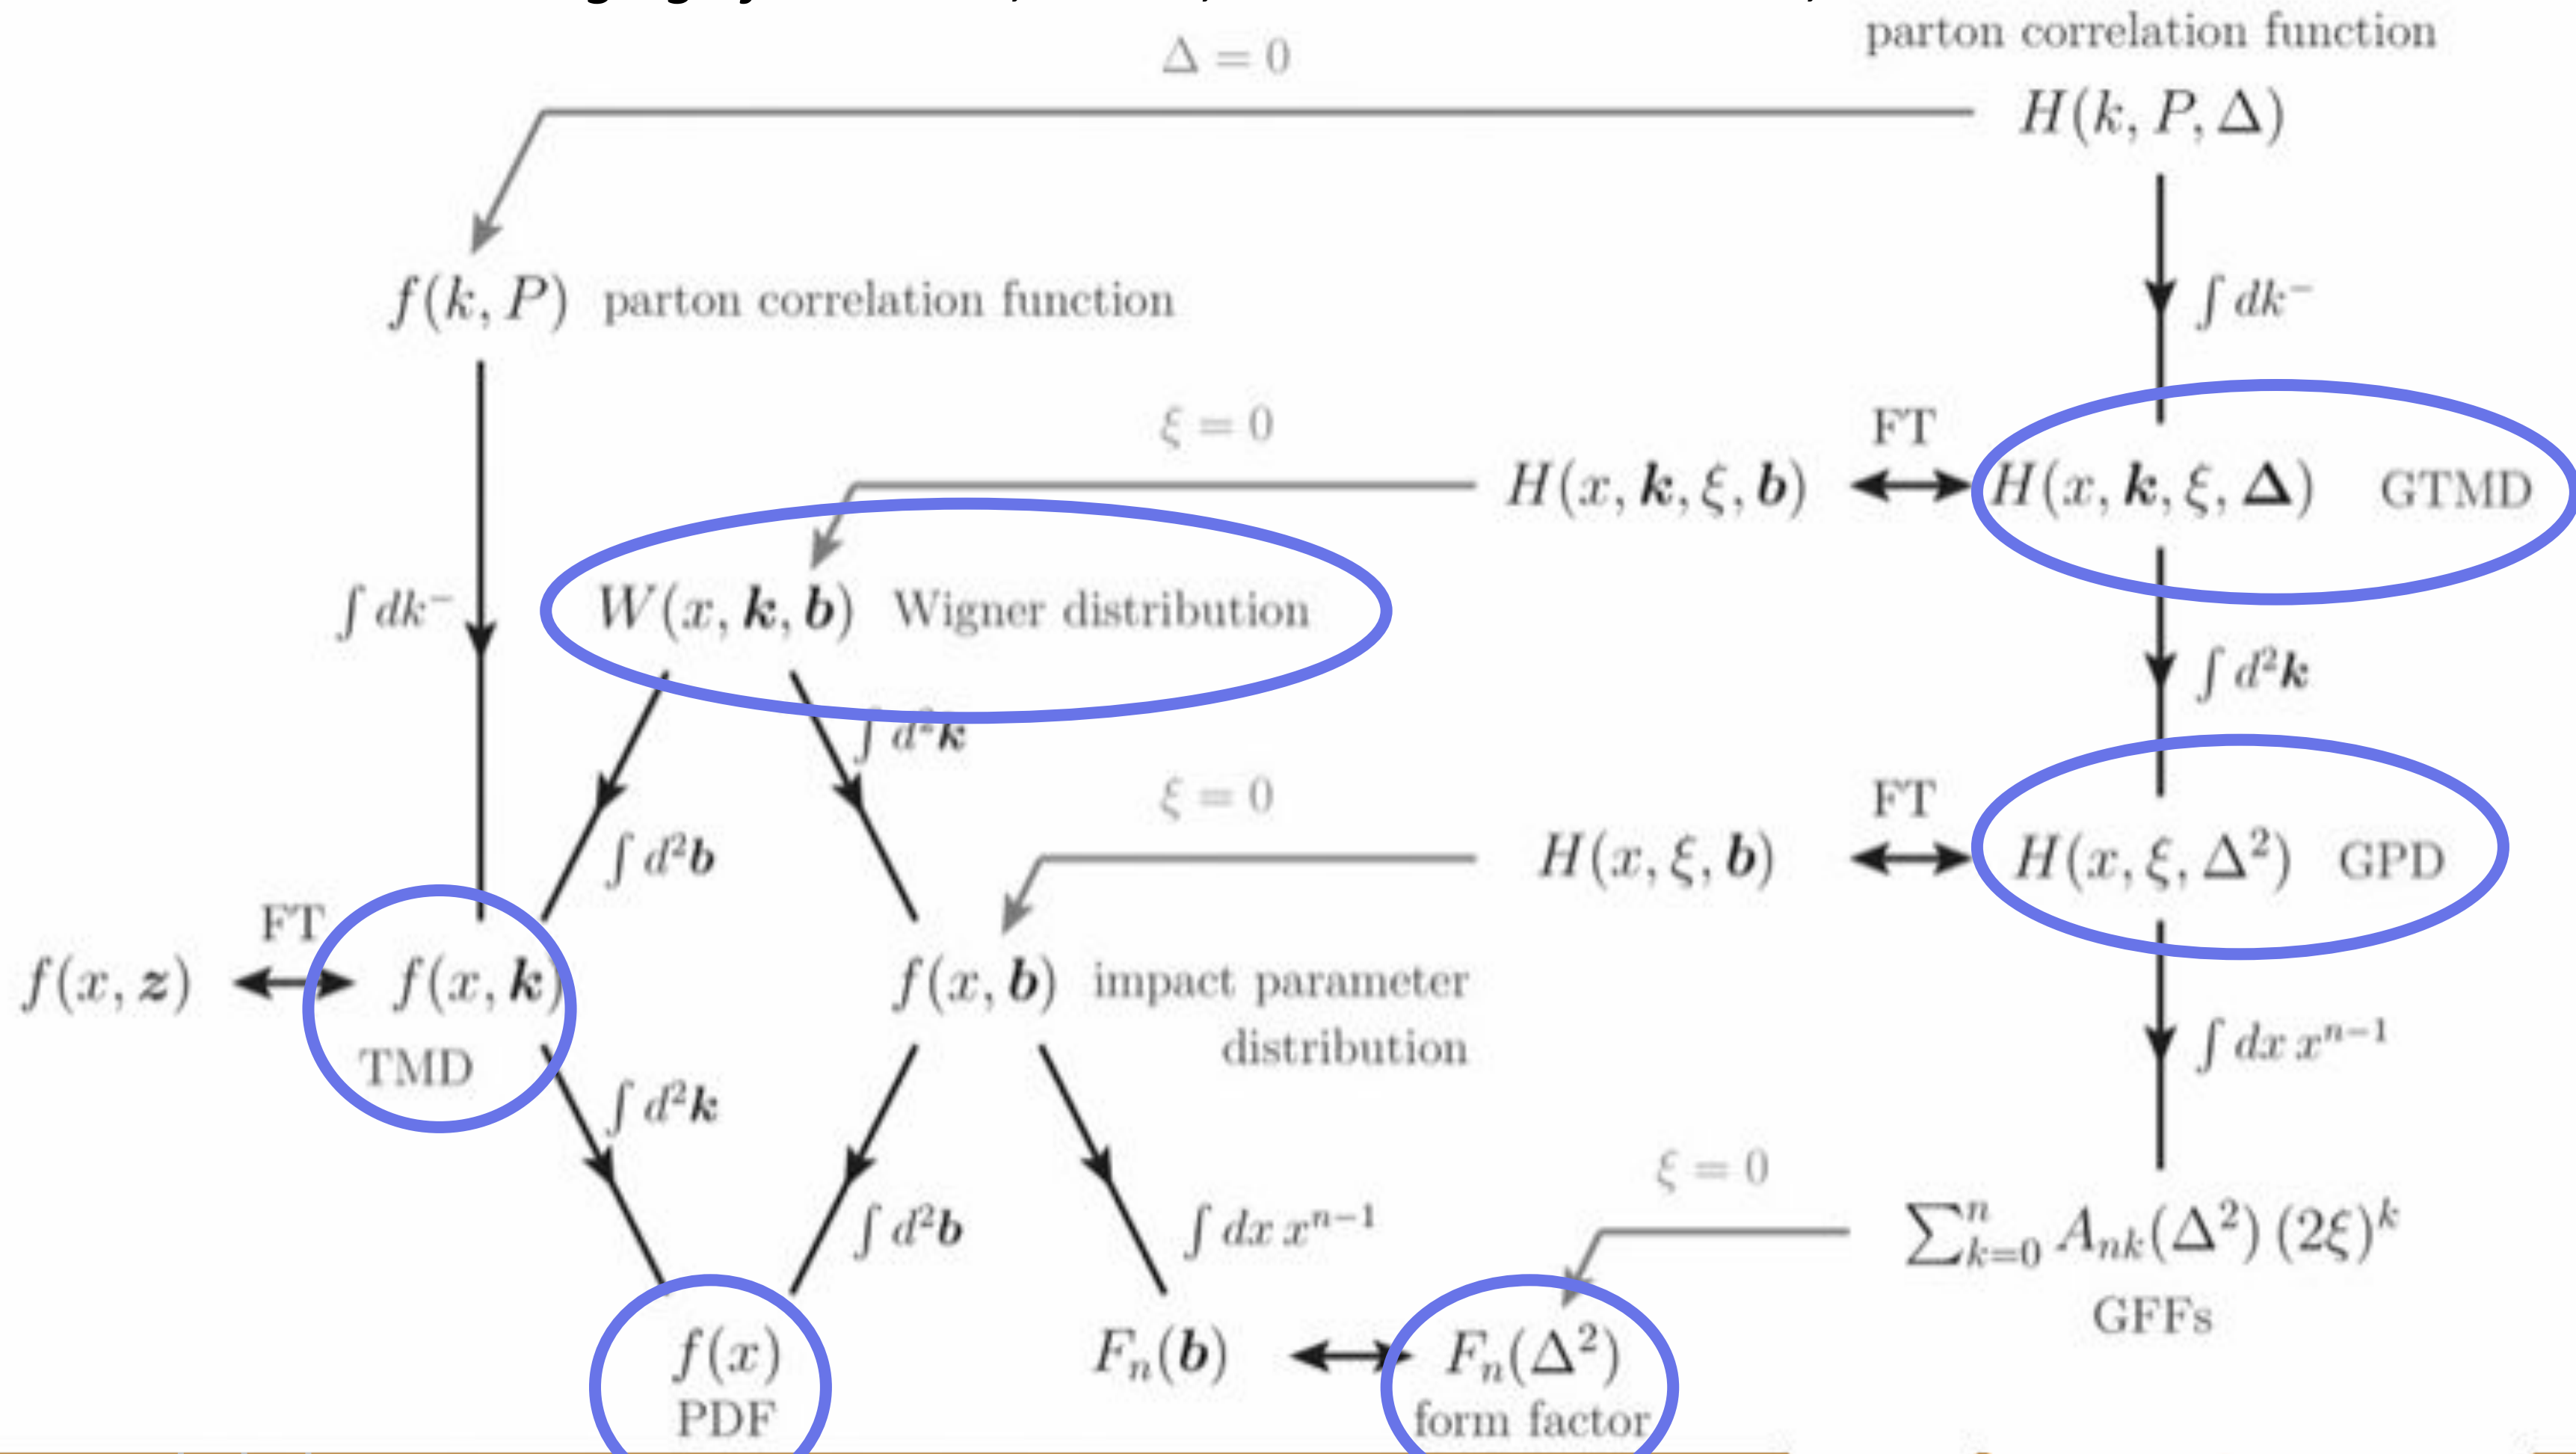 parton correlation function
Δ = 0
H(k, P, Δ)
f(k, P) parton correlation function
∫ dk⁻
ξ = 0
FT
H(x, k, ξ, b)
H(x, k, ξ, Δ) GTMD
∫ dk⁻
W(x, k, b) Wigner distribution
∫ d²k
∫ d²k
ξ = 0
FT
∫ d²b
H(x, ξ, b)
H(x, ξ, Δ²) GPD
FT
f(x, z)
f(x, k)
f(x, b) impact parameter
distribution
TMD
∫ dx xⁿ⁻¹
∫ d²k
ξ = 0
∫ d²b
∫ dx xⁿ⁻¹
∑ⁿₖ₌₀ Aₙₖ(Δ²) (2ξ)ᵏ
GFFs
f(x)
PDF
Fₙ(b)
Fₙ(Δ²)
form factor